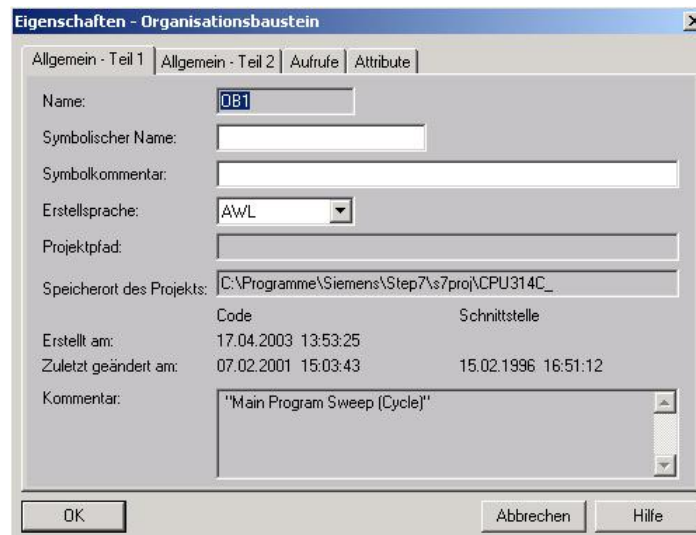 Eigenschaften - Organisationsbaustein
Allgemein - Teil 1 Allgemein - Teil 2 Aufrufe Attribute
Name: OB1
Symbolischer Name:
Symbolkommentar:
Erstellsprache: AWL
Projektpfad:
Speicherort des Projekts: C:\Programme\Siemens\Step7\s7proj\CPU314C_
Code Schnittstelle
Erstellt am: 17.04.2003 13:53:25
Zuletzt geändert am: 07.02.2001 15:03:43 15.02.1996 16:51:12
Kommentar: "Main Program Sweep (Cycle)"
OK Abbrechen Hilfe